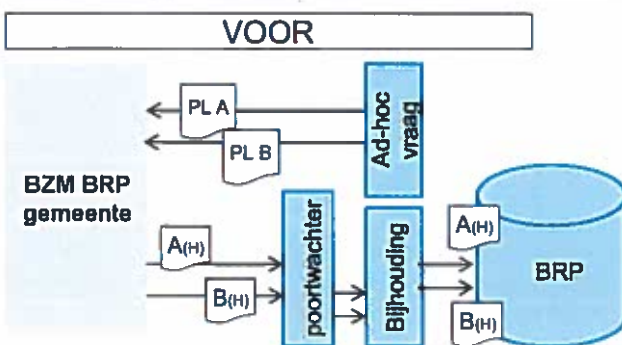 VOOR
PL A
PL B
Ad-hoc
vraag
BZM BRP
gemeente
A(H)
B(H)
poortwachter
Bijhouding
A(H)
BRP
B(H)